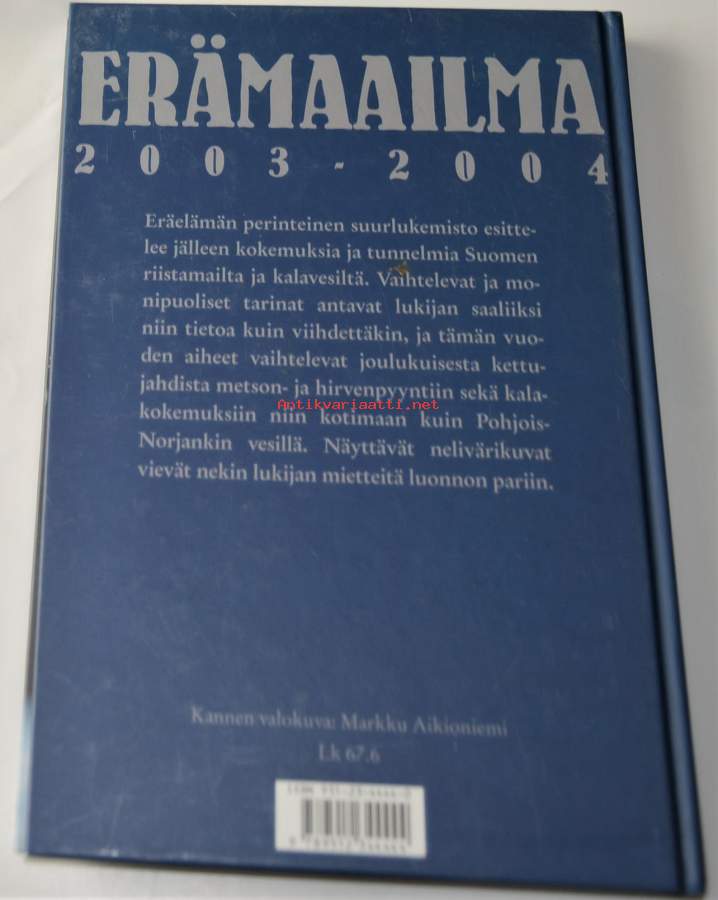 ERÄMAAILMA
2003-2004
Eräelämän perinteinen suurlukemisto esitte-
lee jälleen kokemuksia ja tunnelmia Suomen
riistamailta ja kalavesiltä. Vaihtelevat ja mo-
nipuoliset tarinat antavat lukijan saaliiksi
niin tietoa kuin viihdettäkin, ja tämän vuo-
den aiheet vaihtelevat joulukuisesta kettu-
jahdista metson- ja hirvenpyyntiin sekä kala-
Antikvariaatti.net
kokemuksiin niin kotimaan kuin Pohjois-
Norjankin vesillä. Näyttävät nelivärikuvat
vievät nekin lukijan mietteitä luonnon pariin.
Kannen valokuva: Markku Aikioniemi
Lk 67.6
ISBN